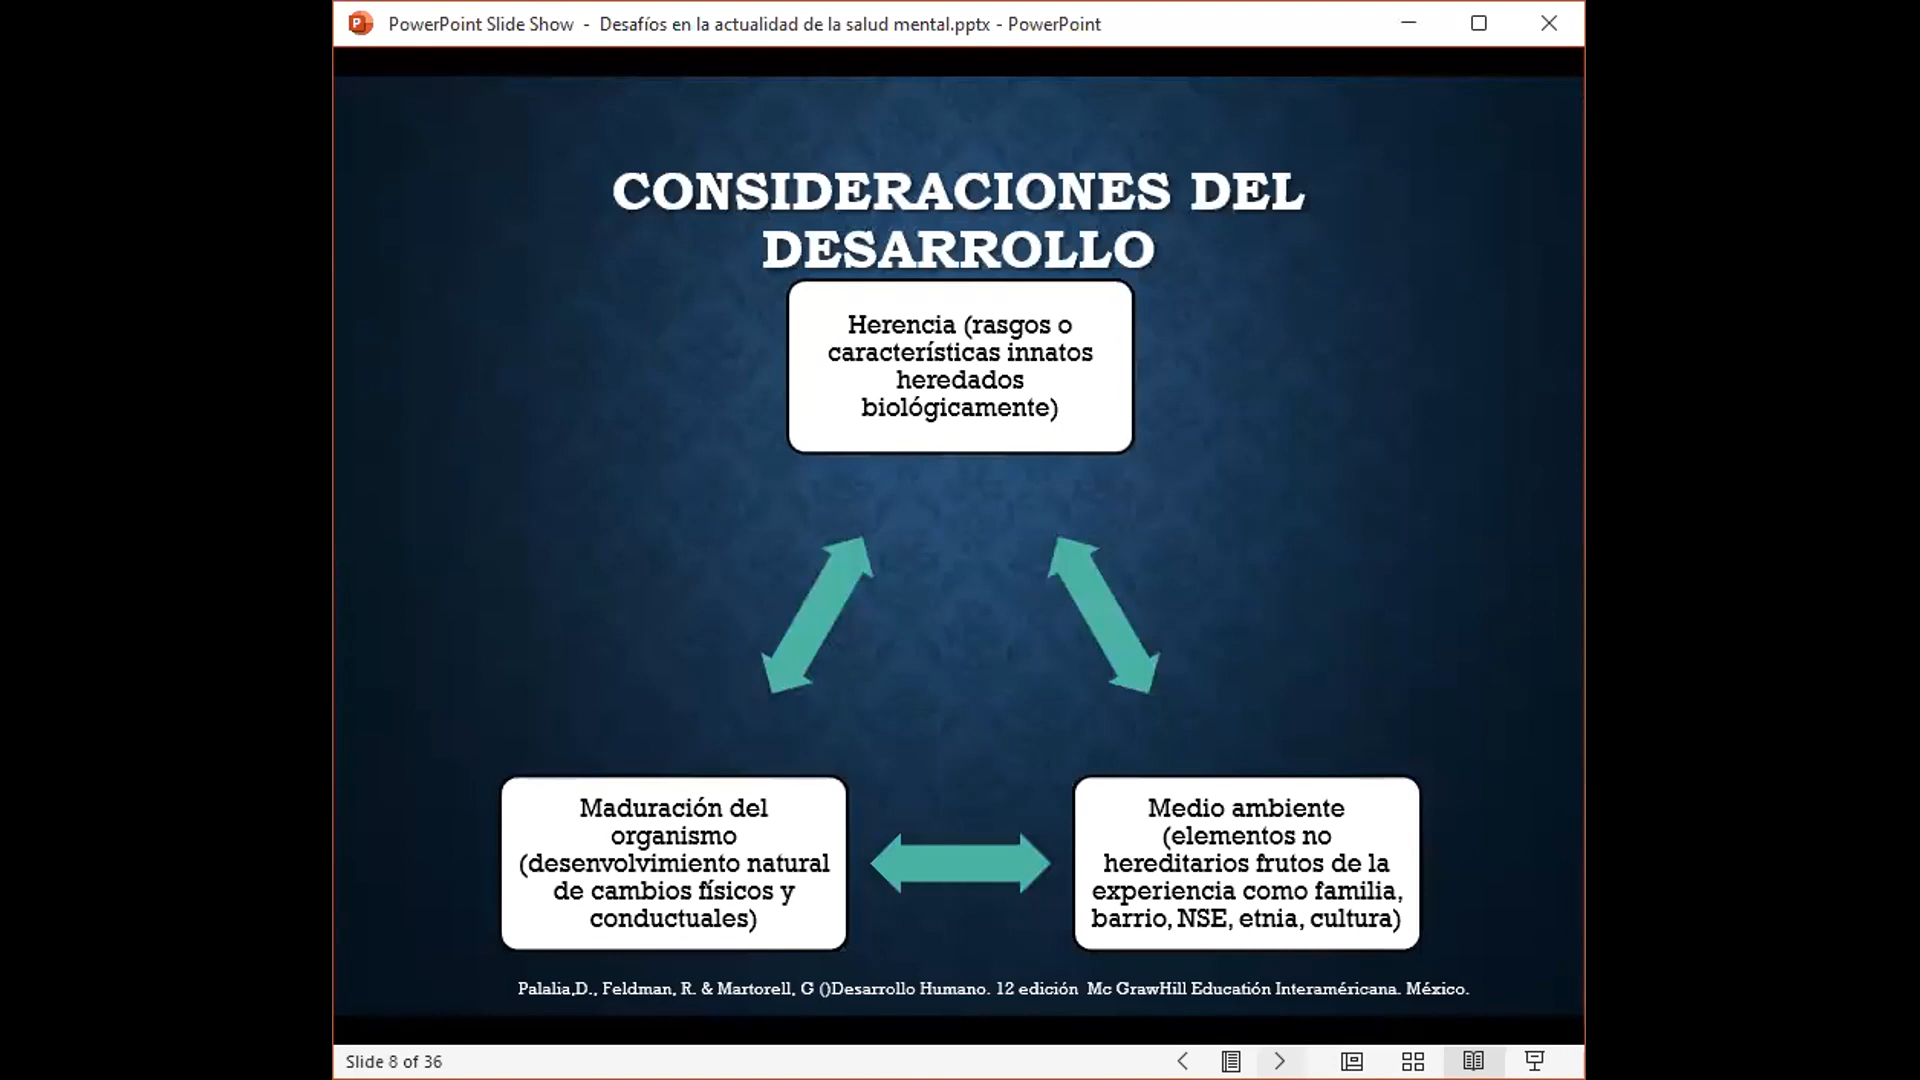 PowerPoint Slide Show - Desafíos en la actualidad de la salud mental.pptx - PowerPoint
CONSIDERACIONES DEL
DESARROLLO
Herencia (rasgos o
características innatos
heredados
biológicamente)
Maduración del
organismo
(desenvolvimiento natural
de cambios físicos y
conductuales)
Medio ambiente
(elementos no
hereditarios frutos de la
experiencia como familia,
barrio, NSE, etnia, cultura)
Palalia,D., Feldman, R. & Martorell, G ()Desarrollo Humano. 12 edición Mc GrawHill Educatión Interaméricana. México.
Slide 8 of 36